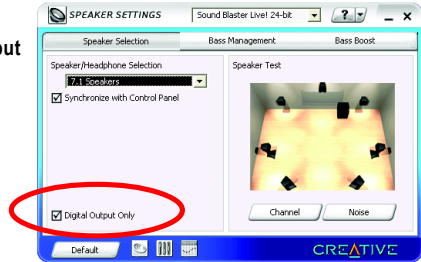 SPEAKER SETTINGS
Sound Blaster Live! 24-bit
?
Speaker Selection
Bass Management
Bass Boost
Speaker/Headphone Selection
7.1 Speakers
Synchronize with Control Panel
Digital Output Only
Speaker Test
Channel
Noise
Default
CREATIVE